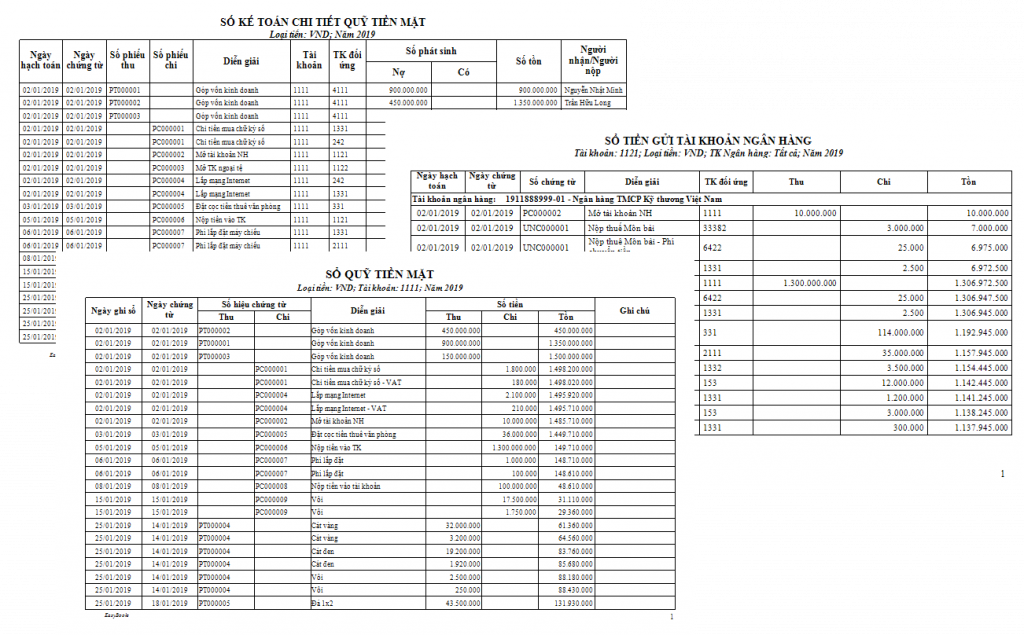 SỔ KẾ TOÁN CHI TIẾT QUỸ TIỀN MẶT
Loại tiền: VND; Năm 2019
Ngày hạch toán Ngày chứng từ Số phiếu thu Số phiếu chi Diễn giải Tài khoản TK đối ứng Số phát sinh Số tồn Người nhận/Người nộp
Nợ Có
02/01/2019 02/01/2019 PT000001 Góp vốn kinh doanh 1111 4111 900.000.000 900.000.000 Nguyễn Nhật Minh
02/01/2019 02/01/2019 PT000002 Góp vốn kinh doanh 1111 4111 450.000.000 1.350.000.000 Trần Hữu Long
02/01/2019 02/01/2019 PT000003 Góp vốn kinh doanh 1111 4111
02/01/2019 02/01/2019 PC000001 Chi tiền mua chữ ký số 1111 1331
02/01/2019 02/01/2019 PC000001 Chi tiền mua chữ ký số 1111 242
02/01/2019 02/01/2019 PC000002 Mở tài khoản NH 1111 1121
02/01/2019 02/01/2019 PC000003 Mở TK ngoại tệ 1111 1122
02/01/2019 02/01/2019 PC000004 Lắp mạng Internet 1111 242
02/01/2019 02/01/2019 PC000004 Lắp mạng Internet 1111 1331
03/01/2019 03/01/2019 PC000005 Đặt cọc tiền thuê văn phòng 1111 331
05/01/2019 05/01/2019 PC000006 Nộp tiền vào TK 1111 1121
06/01/2019 06/01/2019 PC000007 Phí lắp đặt máy chiếu 1111 1331
06/01/2019 06/01/2019 PC000007 Phí lắp đặt máy chiếu 1111 2111
08/01/2019
15/01/2019
15/01/2019
25/01/2019
25/01/2019
25/01/2019
25/01/2019
SỔ TIỀN GỬI TÀI KHOẢN NGÂN HÀNG
Tài khoản: 1121; Loại tiền: VND; TK Ngân hàng: Tất cả; Năm 2019
Ngày hạch toán Ngày chứng từ Số chứng từ Diễn giải TK đối ứng Thu Chi Tồn
Tài khoản ngân hàng: 1911888999-01 - Ngân hàng TMCP Kỹ thương Việt Nam
02/01/2019 02/01/2019 PC000002 Mở tài khoản NH 1111 10.000.000 10.000.000
02/01/2019 02/01/2019 UNC000001 Nộp thuế Môn bài 33382 3.000.000 7.000.000
02/01/2019 02/01/2019 UNC000001 Nộp thuế Môn bài - Phí 6422 25.000 6.975.000
1331 2.500 6.972.500
1111 1.300.000.000 1.306.972.500
6422 25.000 1.306.947.500
1331 2.500 1.306.945.000
331 114.000.000 1.192.945.000
2111 35.000.000 1.157.945.000
1332 3.500.000 1.154.445.000
153 12.000.000 1.142.445.000
1331 1.200.000 1.141.245.000
153 3.000.000 1.138.245.000
1331 300.000 1.137.945.000
1
SỔ QUỸ TIỀN MẶT
Loại tiền: VND; Tài khoản: 1111; Năm 2019
Ngày ghi sổ Ngày chứng từ Số hiệu chứng từ Diễn giải Số tiền Ghi chú
Thu Chi Thu Chi Tồn
02/01/2019 02/01/2019 PT000002 Góp vốn kinh doanh 450.000.000 450.000.000
02/01/2019 02/01/2019 PT000001 Góp vốn kinh doanh 900.000.000 1.350.000.000
02/01/2019 02/01/2019 PT000003 Góp vốn kinh doanh 150.000.000 1.500.000.000
02/01/2019 02/01/2019 PC000001 Chi tiền mua chữ ký số 1.800.000 1.498.200.000
02/01/2019 02/01/2019 PC000001 Chi tiền mua chữ ký số - VAT 180.000 1.498.020.000
02/01/2019 02/01/2019 PC000004 Lắp mạng Internet 2.100.000 1.495.920.000
02/01/2019 02/01/2019 PC000004 Lắp mạng Internet - VAT 210.000 1.495.710.000
02/01/2019 02/01/2019 PC000002 Mở tài khoản NH 10.000.000 1.485.710.000
03/01/2019 03/01/2019 PC000005 Đặt cọc tiền thuê văn phòng 36.000.000 1.449.710.000
05/01/2019 05/01/2019 PC000006 Nộp tiền vào TK 1.300.000.000 149.710.000
06/01/2019 06/01/2019 PC000007 Phí lắp đặt 1.000.000 148.710.000
06/01/2019 06/01/2019 PC000007 Phí lắp đặt 100.000 148.610.000
08/01/2019 08/01/2019 PC000008 Nộp tiền vào tài khoản 100.000.000 48.610.000
15/01/2019 15/01/2019 PC000009 Vôi 17.500.000 31.110.000
15/01/2019 15/01/2019 PC000009 Vôi 1.750.000 29.360.000
25/01/2019 14/01/2019 PT000004 Cát vàng 32.000.000 61.360.000
25/01/2019 14/01/2019 PT000004 Cát vàng 3.200.000 64.560.000
25/01/2019 14/01/2019 PT000004 Cát đen 19.200.000 83.760.000
25/01/2019 14/01/2019 PT000004 Cát đen 1.920.000 85.680.000
25/01/2019 14/01/2019 PT000004 Vôi 2.500.000 88.180.000
25/01/2019 14/01/2019 PT000004 Vôi 250.000 88.430.000
25/01/2019 18/01/2019 PT000005 Đá 1x2 43.500.000 131.930.000
EasyBooks 1